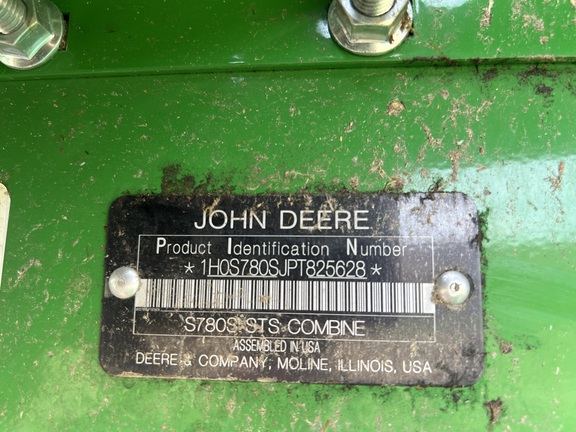 JOHN DEERE
Product Identification Number
*1H0S780SJPT825628*
S780S STS COMBINE
ASSEMBLED IN USA
DEERE & COMPANY, MOLINE, ILLINOIS, USA